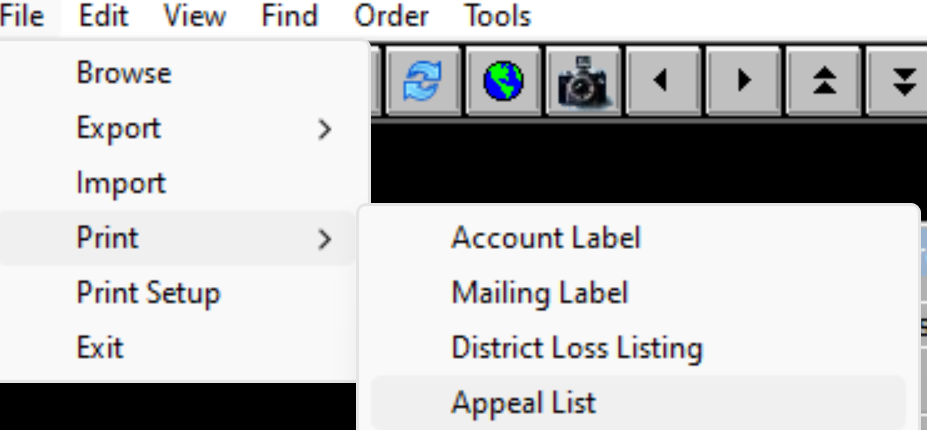 File Edit View Find Order Tools
Browse
Export
Import
Print
Print Setup
Exit
Account Label
Mailing Label
District Loss Listing
Appeal List